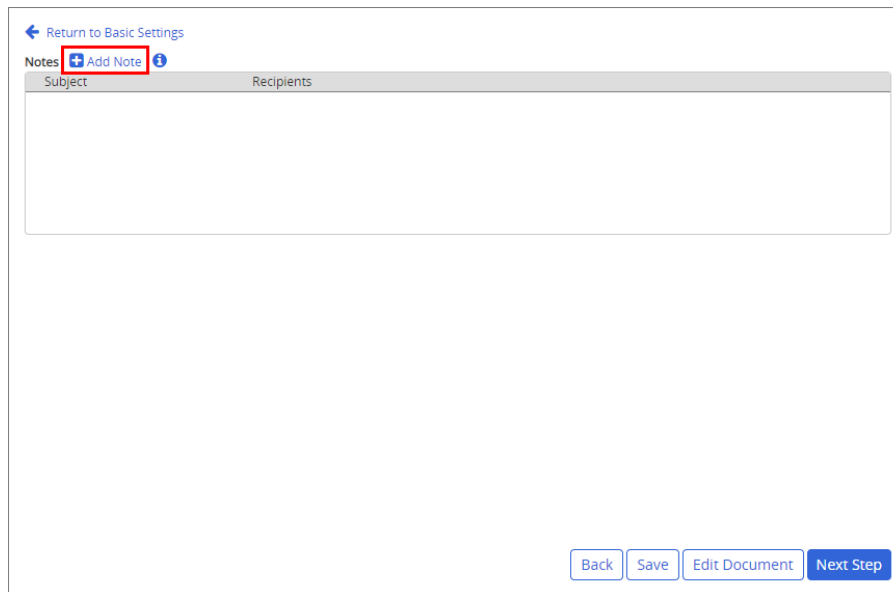 Return to Basic Settings
Notes Add Note
Subject Recipients
Back Save Edit Document Next Step